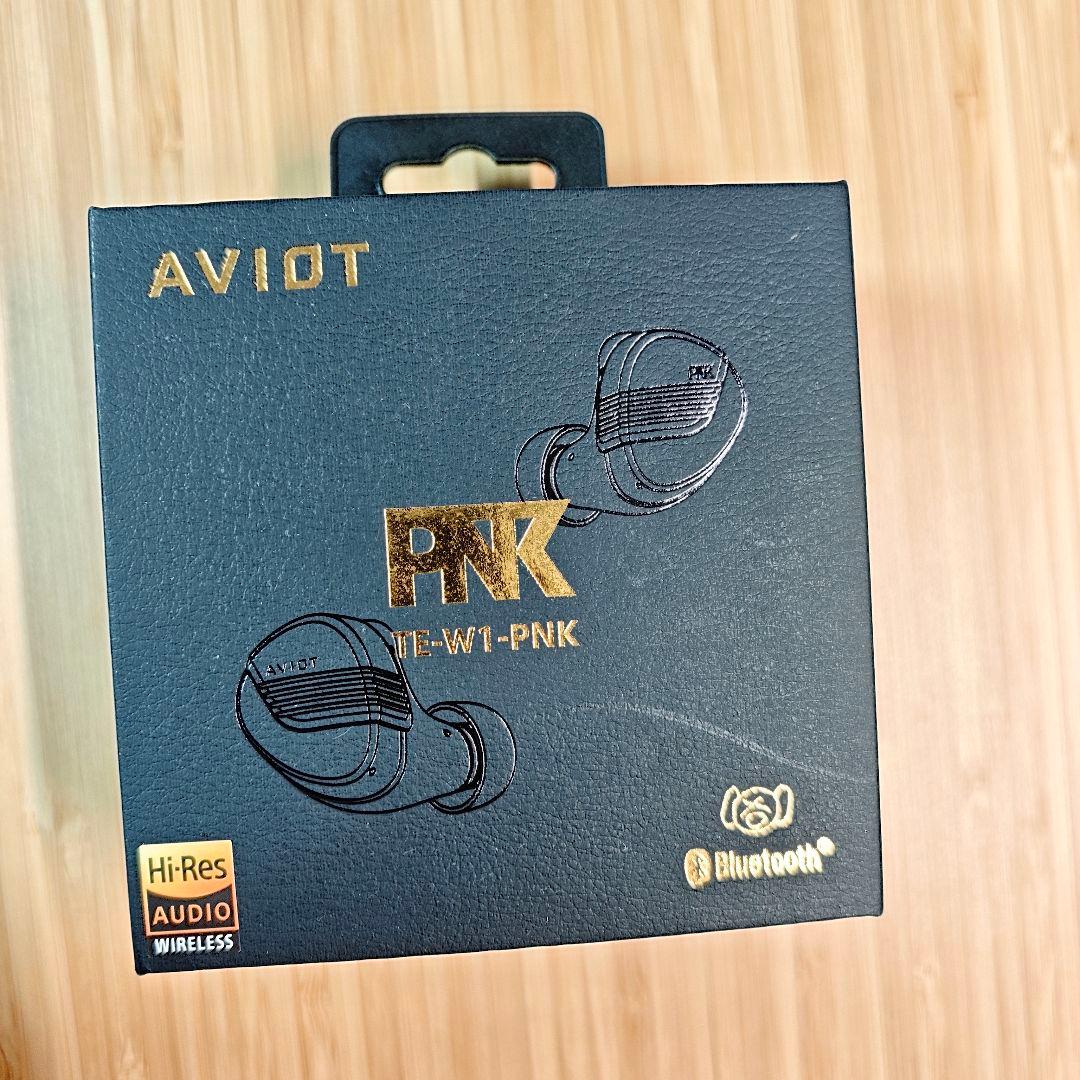 AVIOT
PNK
PNK
TE-W1-PNK
AVIOT
Hi-Res
AUDIO
WIRELESS
Bluetooth®